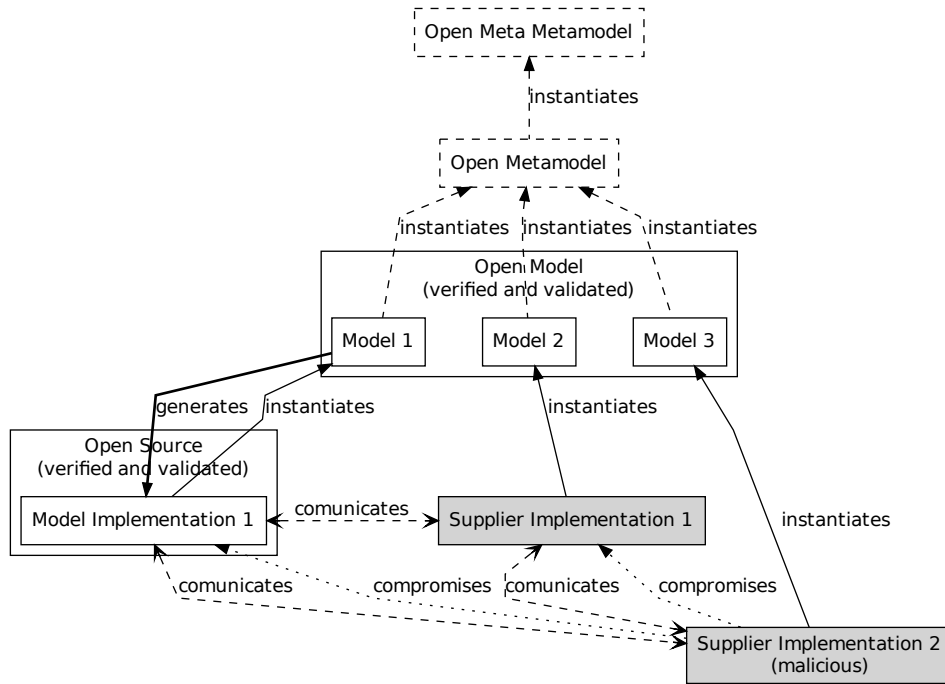 Open Meta Metamodel
instantiates
Open Metamodel
instantiates
instantiates
instantiates
Open Model
(verified and validated)
Model 1
Model 2
Model 3
generates
instantiates
instantiates
Open Source
(verified and validated)
Model Implementation 1
comunicates
Supplier Implementation 1
instantiates
comunicates
compromises
comunicates
compromises
Supplier Implementation 2
(malicious)